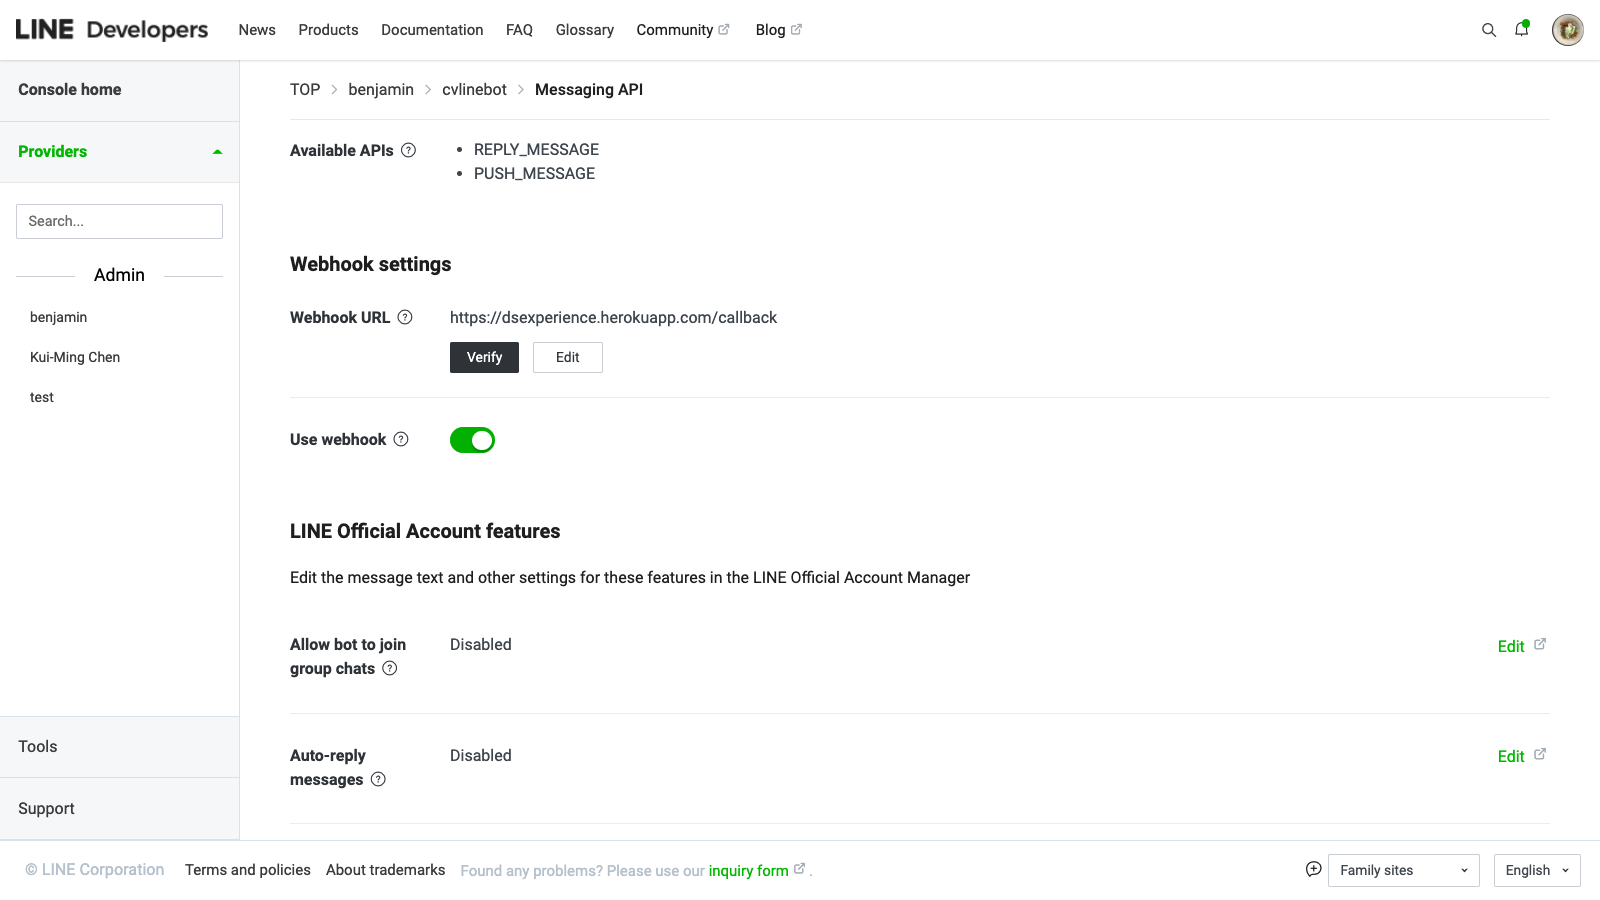 LINE Developers News Products Documentation FAQ Glossary Community Blog
Console home
TOP > benjamin > cvlinebot > Messaging API
Providers
Search...
Admin
benjamin
Kui-Ming Chen
test
Tools
Support
Available APIs ?
• REPLY_MESSAGE
• PUSH_MESSAGE
Webhook settings
Webhook URL ? https://dsexperience.herokuapp.com/callback
Verify Edit
Use webhook ?
LINE Official Account features
Edit the message text and other settings for these features in the LINE Official Account Manager
Allow bot to join
group chats ?
Disabled
Edit
Auto-reply
messages ?
Disabled
Edit
© LINE Corporation Terms and policies About trademarks Found any problems? Please use our inquiry form .
Family sites English